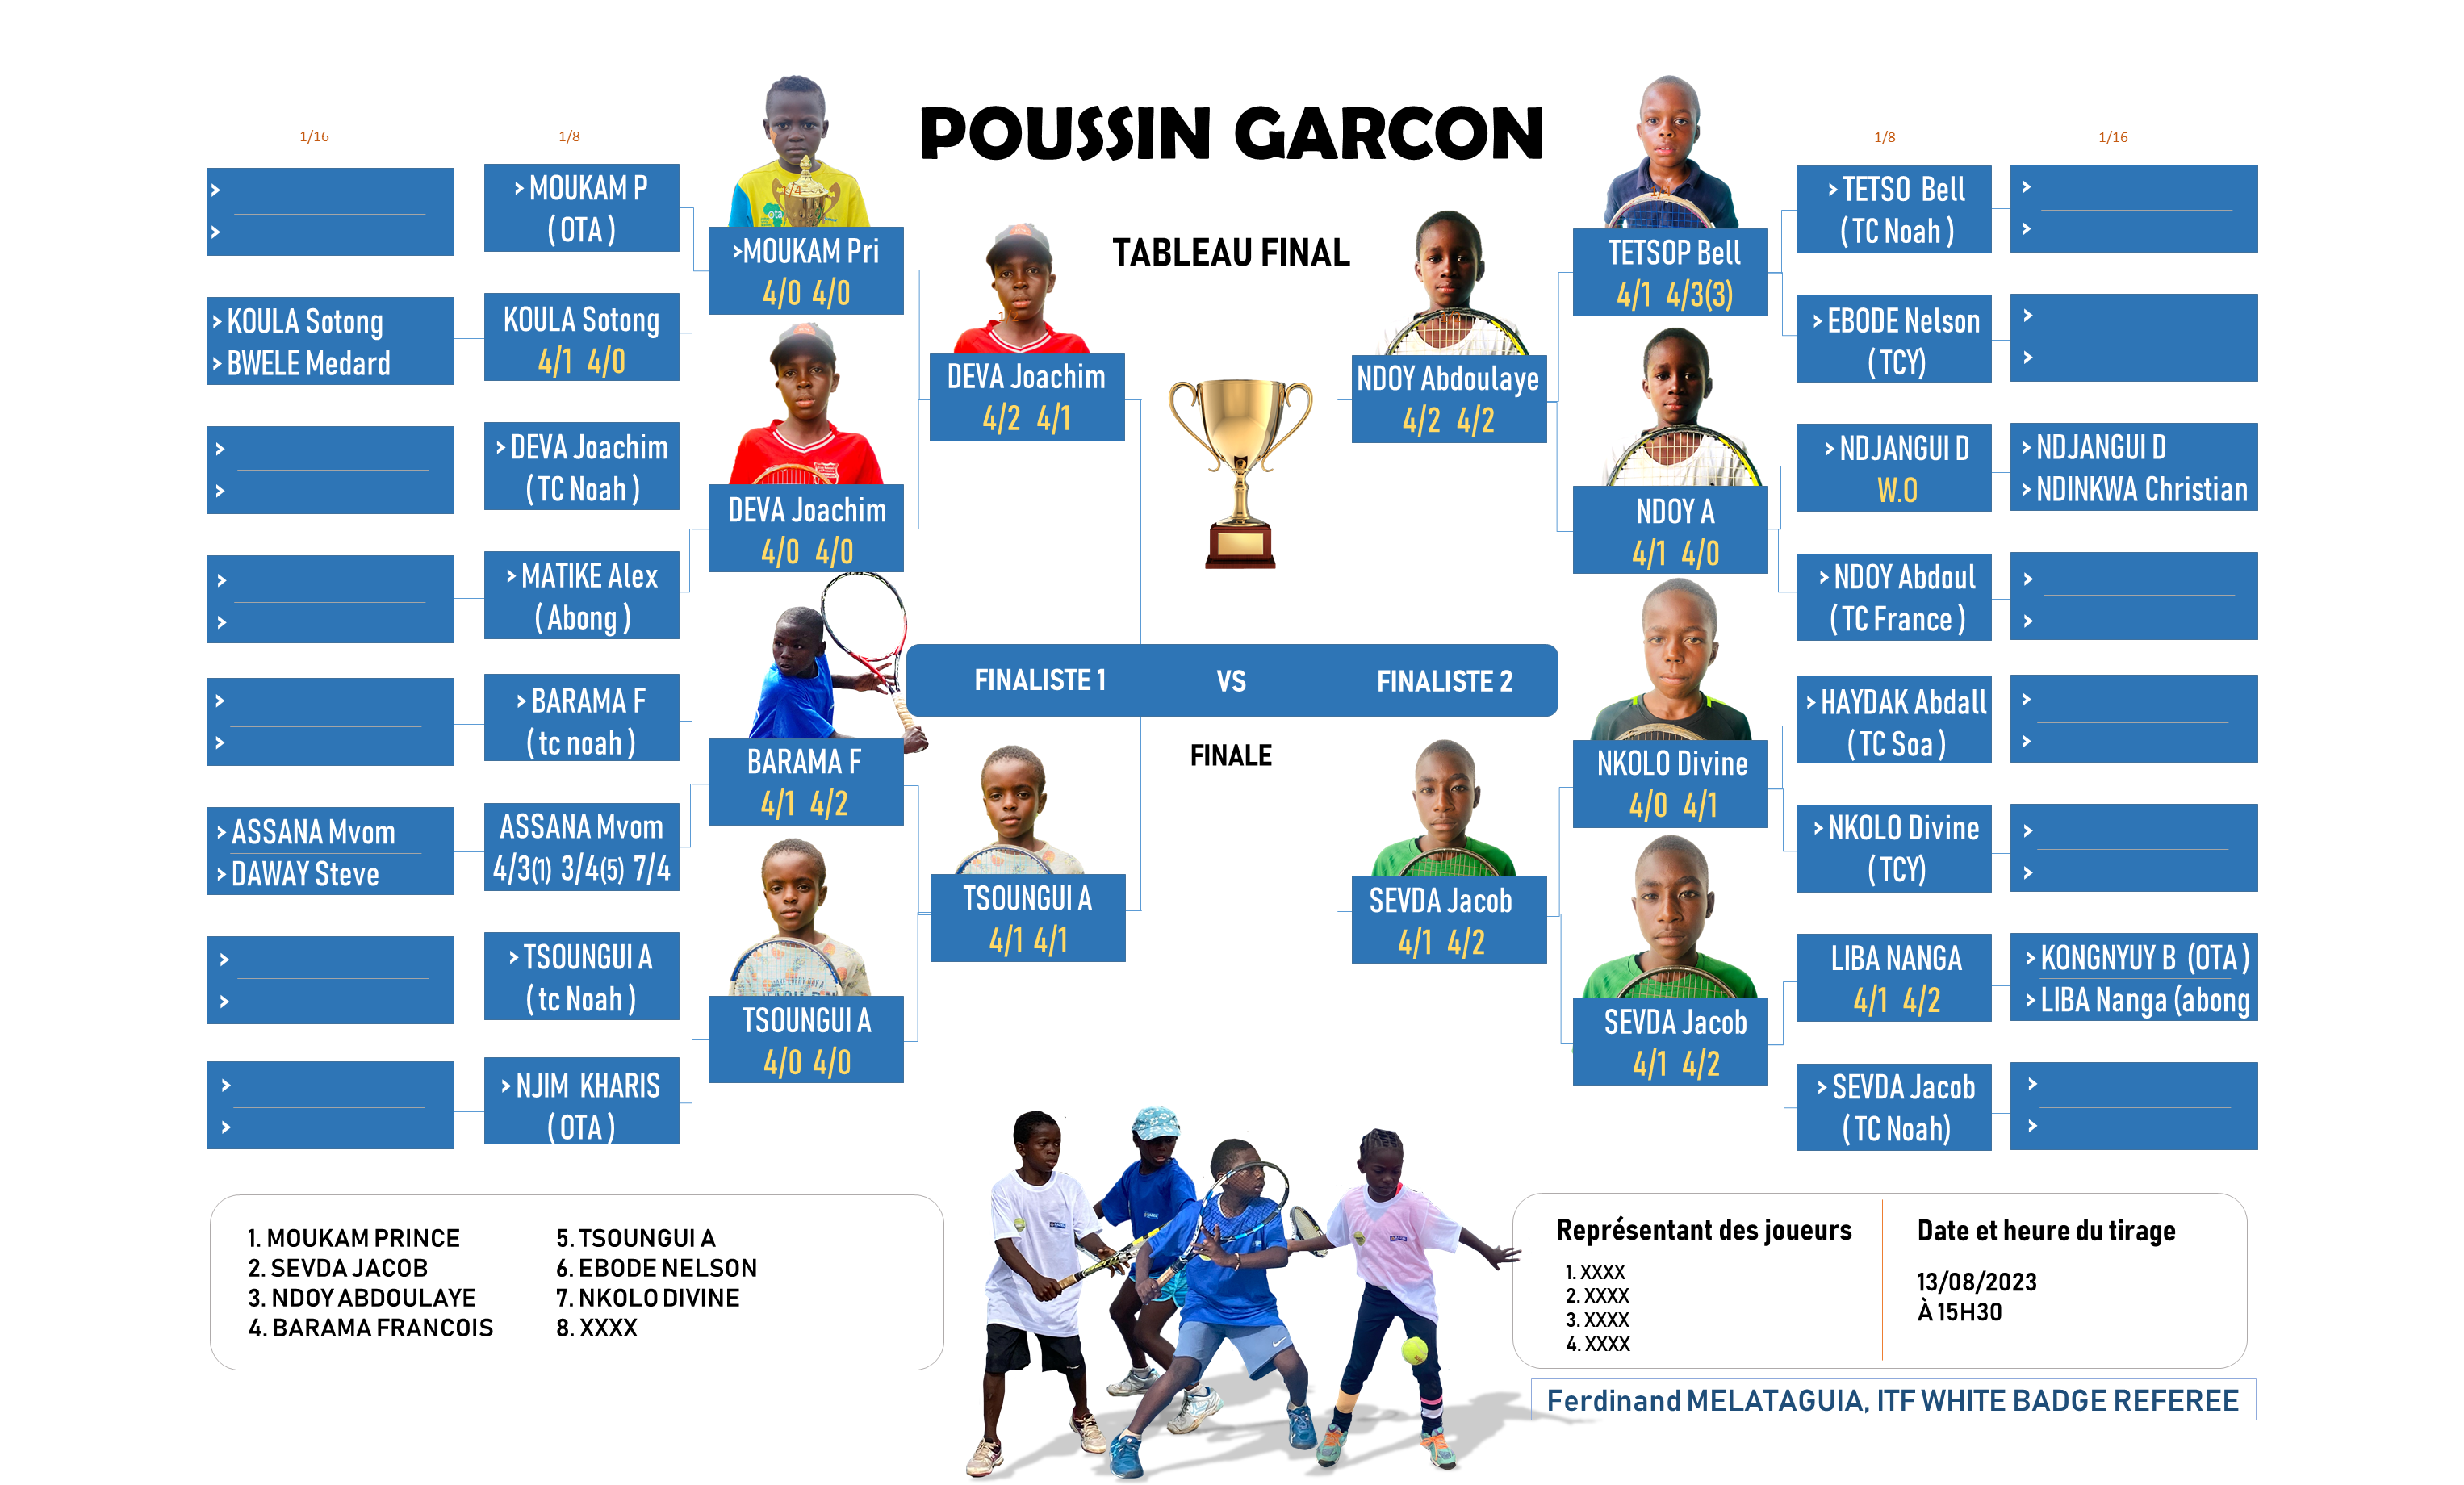 POUSSIN GARCON
TABLEAU FINAL
1/16
1/8
>
>
> KOULA Sotong
> BWELE Medard
>
>
>
>
>
>
> ASSANA Mvom
> DAWAY Steve
>
>
>
>
> MOUKAM P
( OTA )
KOULA Sotong
4/1 4/0
> DEVA Joachim
( TC Noah )
> MATIKE Alex
( Abong )
> BARAMA F
( tc noah )
ASSANA Mvom
4/3(1) 3/4(5) 7/4
> TSOUNGUI A
( tc Noah )
> NJIM KHARIS
( OTA )
1/4
>MOUKAM Pri
4/0 4/0
DEVA Joachim
4/0 4/0
BARAMA F
4/1 4/2
TSOUNGUI A
4/0 4/0
DEVA Joachim
4/2 4/1
TSOUNGUI A
4/1 4/1
FINALISTE 1 VS FINALISTE 2
FINALE
NDOY Abdoulaye
4/2 4/2
SEVDA Jacob
4/1 4/2
TETSOP Bell
4/1 4/3(3)
NDOY A
4/1 4/0
NKOLO Divine
4/0 4/1
SEVDA Jacob
4/1 4/2
1/8
1/16
> TETSO Bell
( TC Noah )
> EBODE Nelson
( TCY)
> NDJANGUI D
W.O
> NDOY Abdoul
( TC France )
> HAYDAK Abdall
( TC Soa )
> NKOLO Divine
( TCY)
LIBA NANGA
4/1 4/2
> SEVDA Jacob
( TC Noah)
>
>
>
>
> NDJANGUI D
> NDINKWA Christian
>
>
>
>
>
>
> KONGNYUY B (OTA )
> LIBA Nanga (abong
>
>
1. MOUKAM PRINCE
2. SEVDA JACOB
3. NDOY ABDOULAYE
4. BARAMA FRANCOIS
5. TSOUNGUI A
6. EBODE NELSON
7. NKOLO DIVINE
8. XXXX
Représentant des joueurs
1. XXXX
2. XXXX
3. XXXX
4. XXXX
Date et heure du tirage
13/08/2023
À 15H30
Ferdinand MELATAGUIA, ITF WHITE BADGE REFEREE